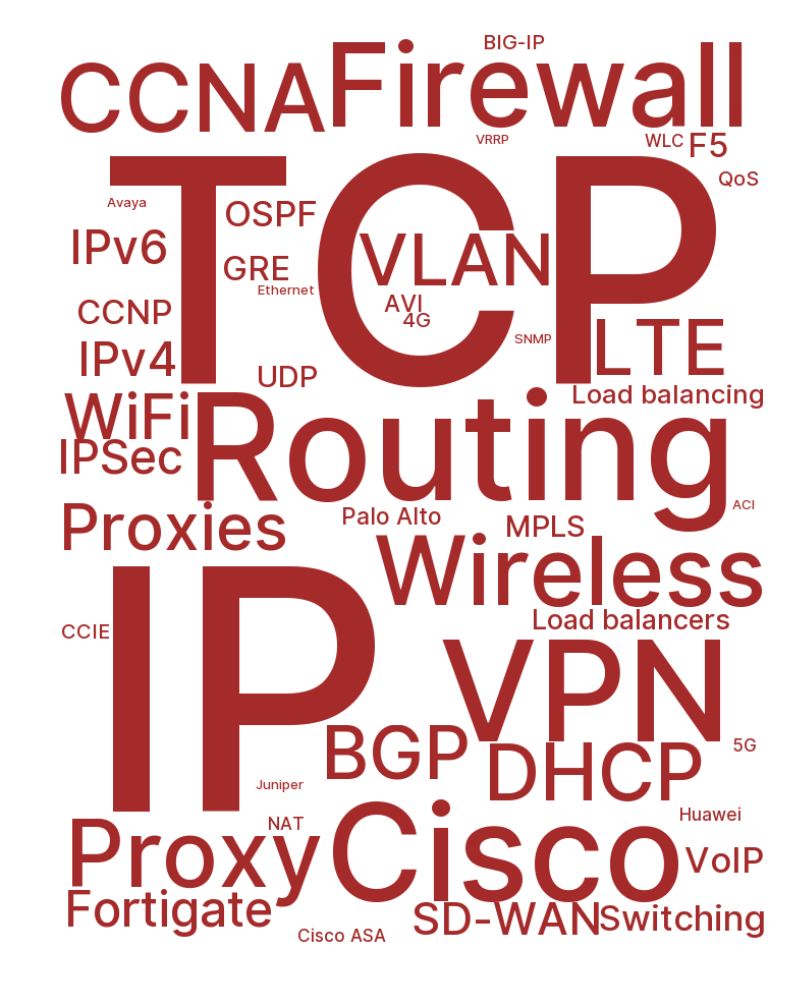 BIG-IP
CCNA
Firewall
VRRP
WLC
F5
TCP
QoS
Avaya
OSPF
IPv6
VLAN
GRE
Ethernet
AVI
4G
CCNP
SNMP
LTE
IPv4
UDP
Load balancing
WiFi
Routing
IPSec
ACI
Proxies
Palo Alto
MPLS
Wireless
IP
Load balancers
CCIE
VPN
BGP
5G
DHCP
Juniper
Huawei
NAT
Proxy
Cisco
VoIP
Fortigate
SD-WAN
Switching
Cisco ASA